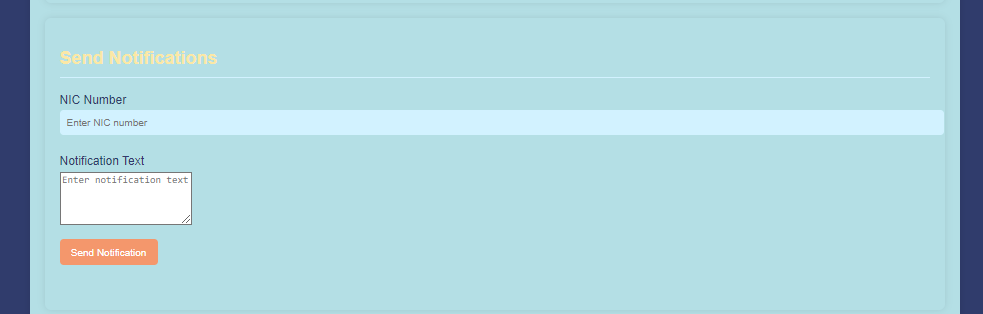 Send Notifications
NIC Number
Enter NIC number
Notification Text
Enter notification text
Send Notification